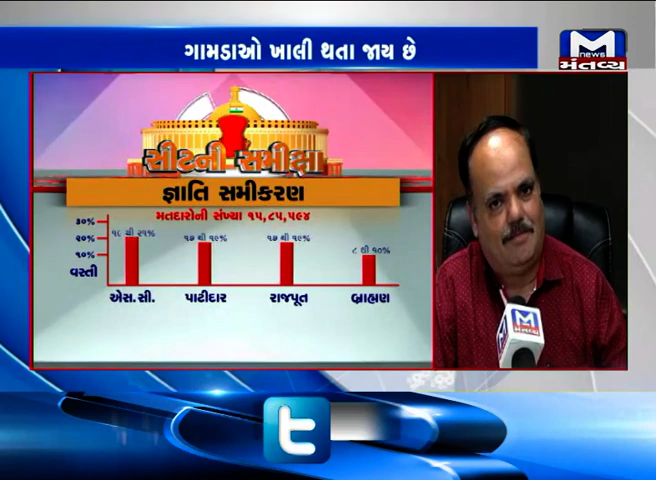 ગામડાઓ ખાલી થતા જાય છે
M
news
મંતવ્ય
સીટની સમીક્ષા
જ્ઞાતિ સમીકરણ
મતદારોની સંખ્યા ૧૫,૮૫,૫૯૪
૩૦%
૨૦%
૧૦%
વસ્તી
૧૯ થી ૨૧%
૧૭ થી ૧૯%
૧૭ થી ૧૯%
૮ થી ૧૦%
એસ.સી.
પાટીદાર
રાજપૂત
બ્રાહ્મણ
M
મંતવ્ય